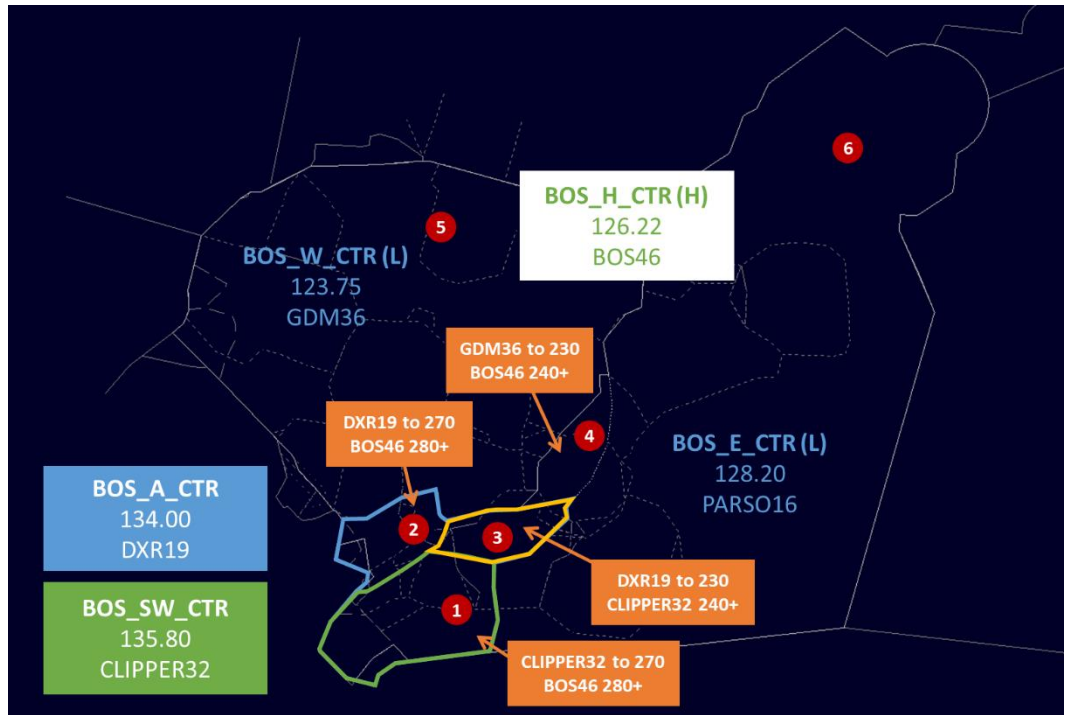 6
BOS_H_CTR (H)
126.22
BOS46
5
BOS_W_CTR (L)
123.75
GDM36
GDM36 to 230
BOS46 240+
DXR19 to 270
BOS46 280+
4
BOS_E_CTR (L)
128.20
PARSO16
BOS_A_CTR
134.00
DXR19
2
3
DXR19 to 230
CLIPPER32 240+
BOS_SW_CTR
135.80
CLIPPER32
1
CLIPPER32 to 270
BOS46 280+